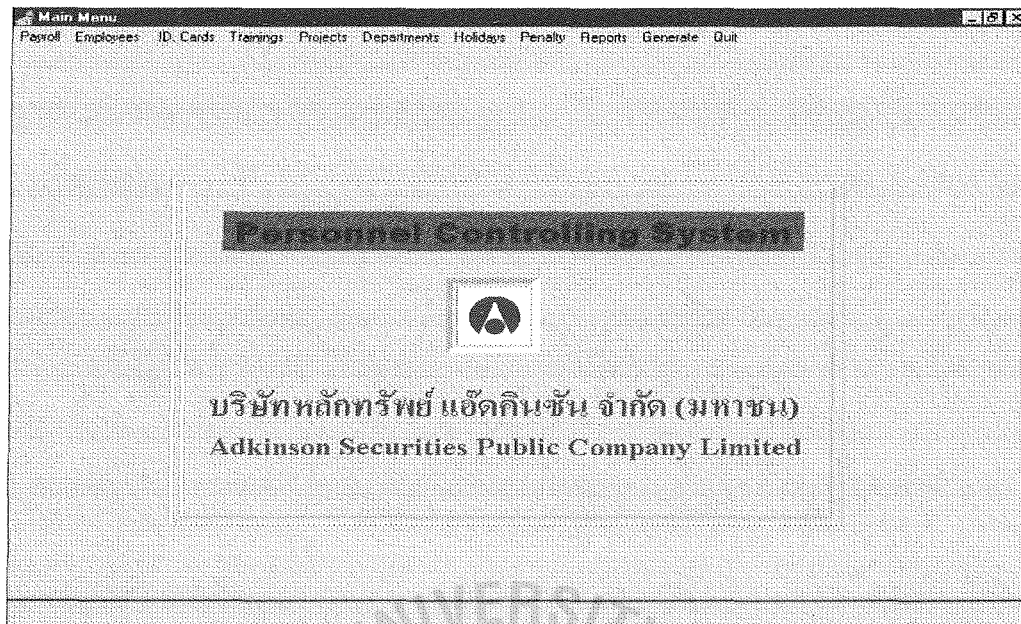 Main Menu
Payroll Employees ID. Cards Trainings Projects Departments Holidays Penalty Reports Generate Quit
Personnel Controlling System
บริษัทหลักทรัพย์ แอ๊ดคินซัน จำกัด (มหาชน)
Adkinson Securities Public Company Limited